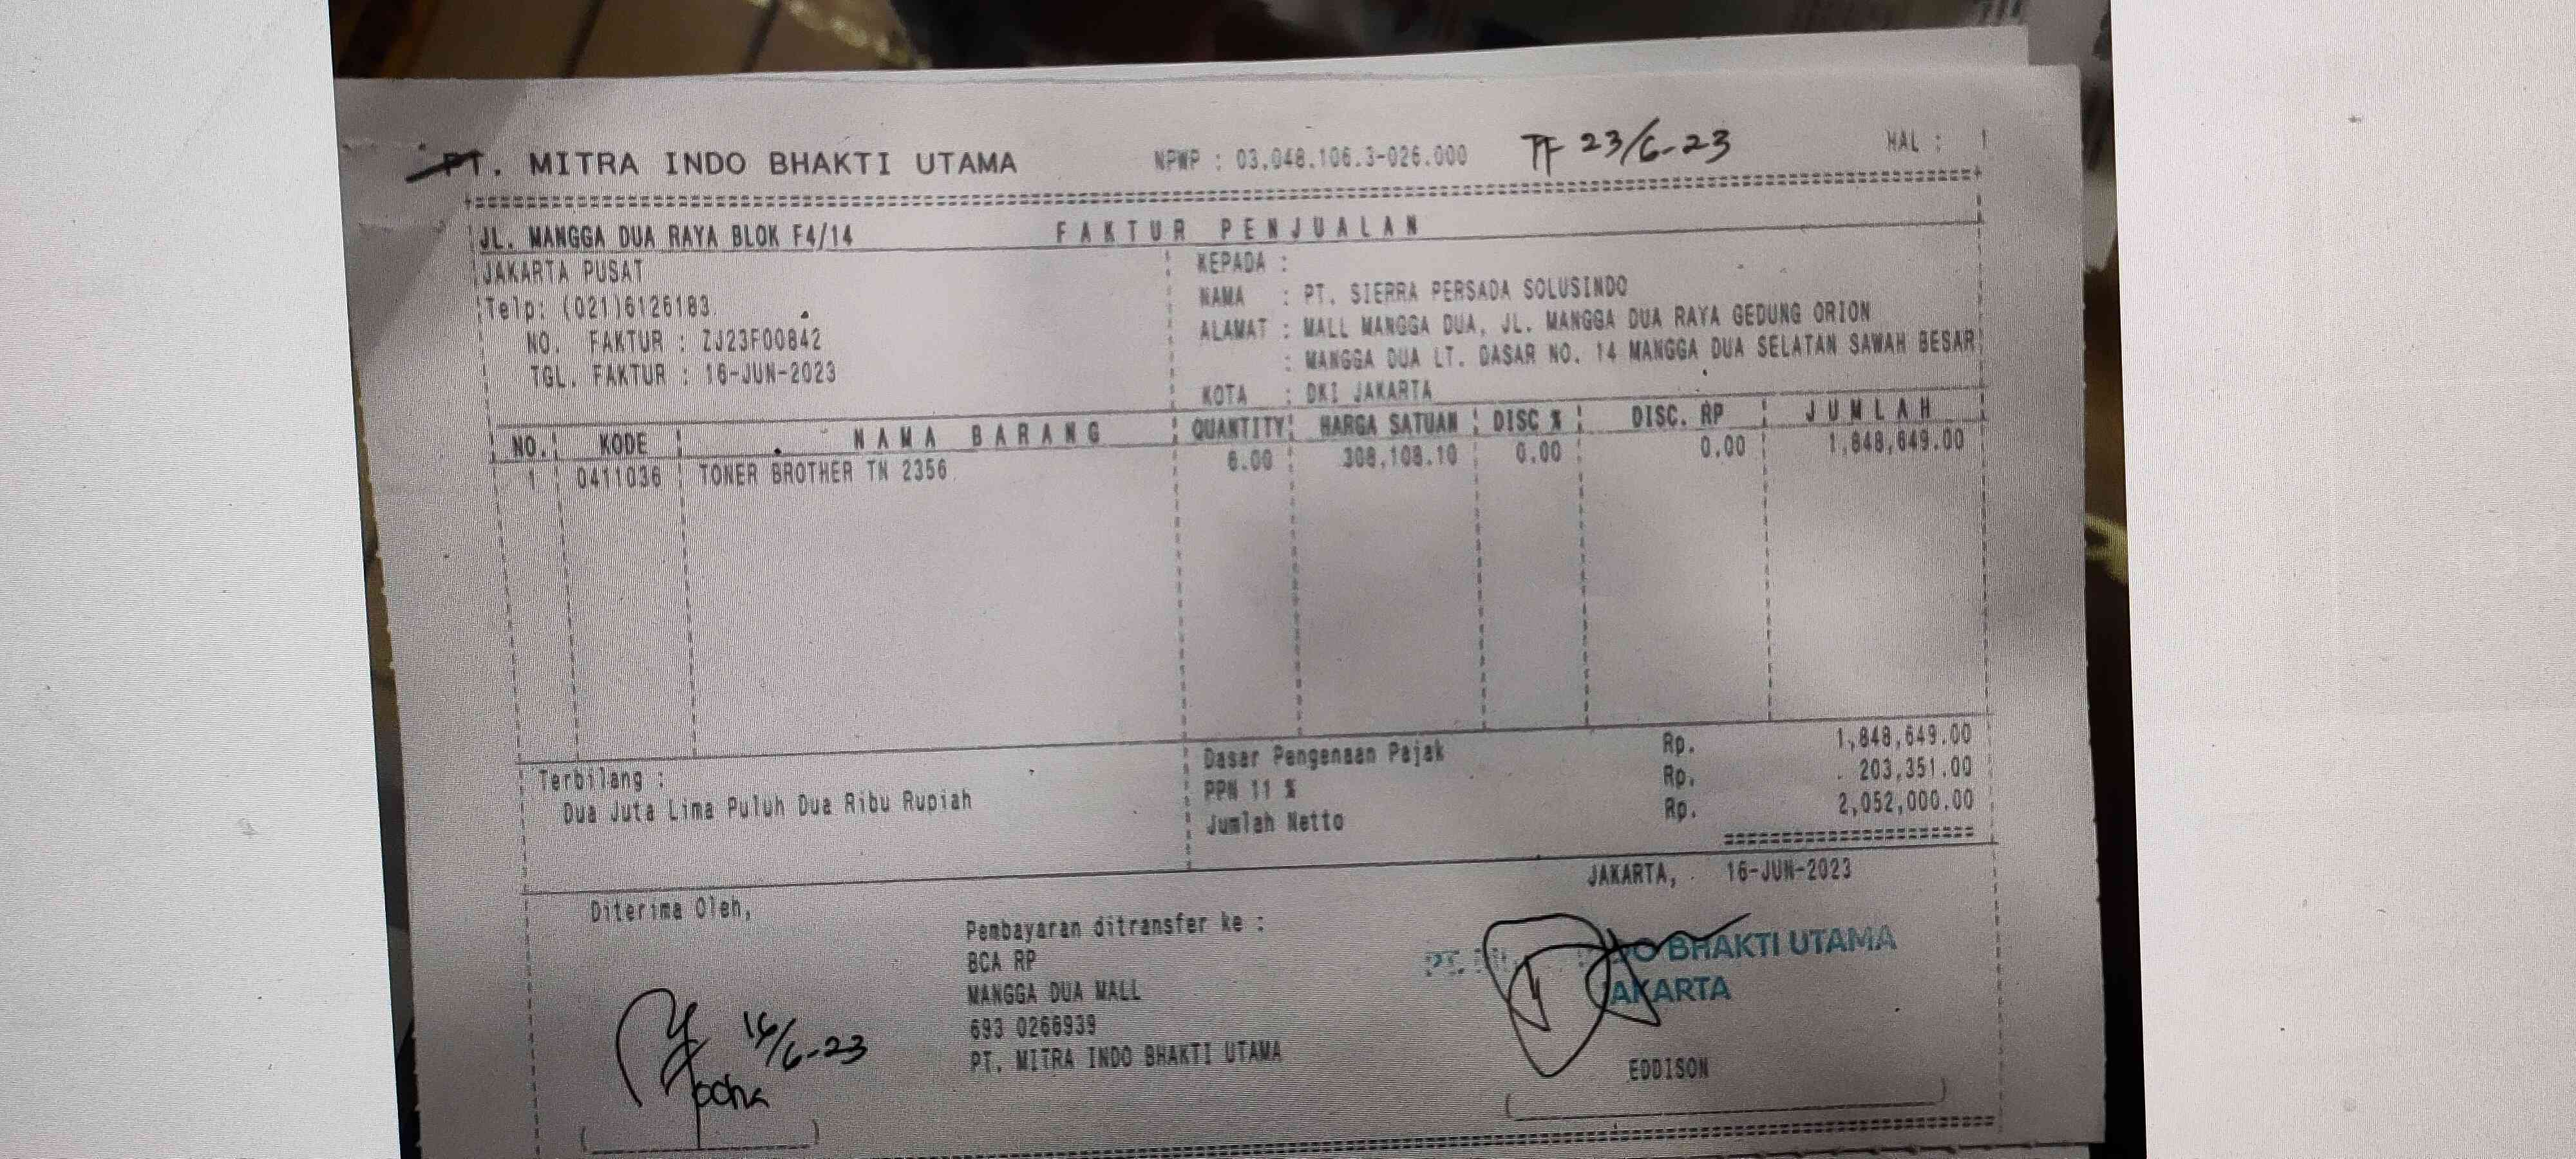 PT. MITRA INDO BHAKTI UTAMA NPWP : 03.048.106.3-026.000 TF 23/6-23 HAL : 1
JL. MANGGA DUA RAYA BLOK F4/14 FAKTUR PENJUALAN
JAKARTA PUSAT
Telp: (021)6126183
NO. FAKTUR : ZJ23F00842
TGL. FAKTUR : 16-JUN-2023
KEPADA :
NAMA : PT. SIERRA PERSADA SOLUSINDO
ALAMAT : MALL MANGGA DUA, JL. MANGGA DUA RAYA GEDUNG ORION
: MANGGA DUA LT. DASAR NO. 14 MANGGA DUA SELATAN SAWAH BESAR
KOTA : DKI JAKARTA
NO. KODE NAMA BARANG QUANTITY HARGA SATUAN DISC % DISC. RP JUMLAH
1 0411036 TONER BROTHER TN 2356 6.00 308,108.10 0.00 0.00 1,848,649.00
Terbilang :
Dua Juta Lima Puluh Dua Ribu Rupiah
Dasar Pengenaan Pajak Rp. 1,848,649.00
PPN 11 % Rp. 203,351.00
Jumlah Netto Rp. 2,052,000.00
JAKARTA, 16-JUN-2023
Diterima Oleh,
16/6-23
Pembayaran ditransfer ke :
BCA RP
MANGGA DUA MALL
693 0266939
PT. MITRA INDO BHAKTI UTAMA
BHAKTI UTAMA
JAKARTA
EDDISON